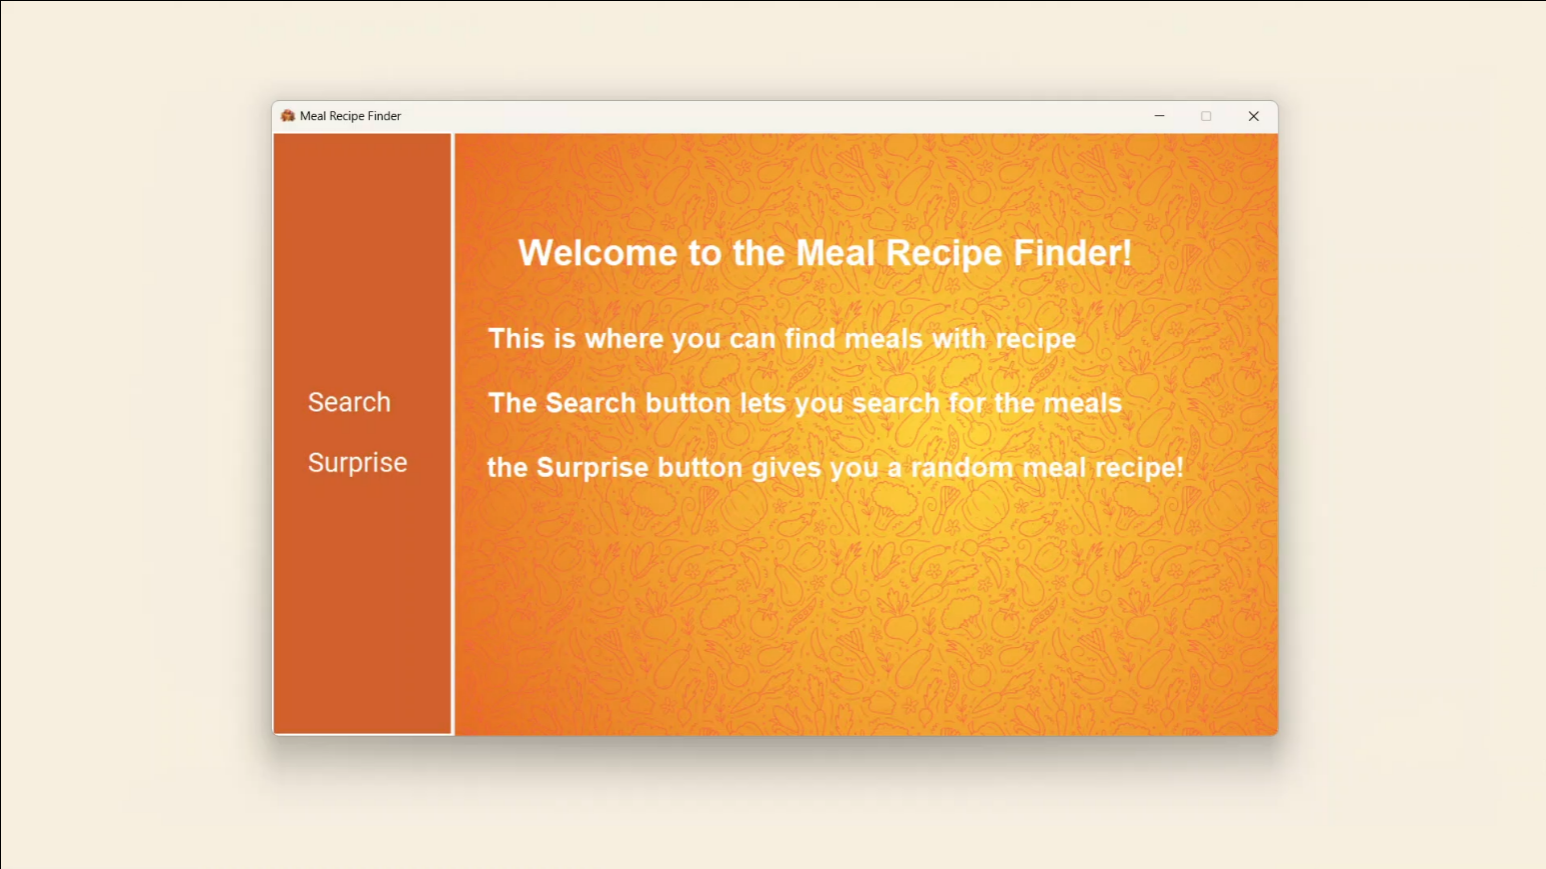 Meal Recipe Finder
Welcome to the Meal Recipe Finder!
This is where you can find meals with recipe
The Search button lets you search for the meals
the Surprise button gives you a random meal recipe!
Search
Surprise